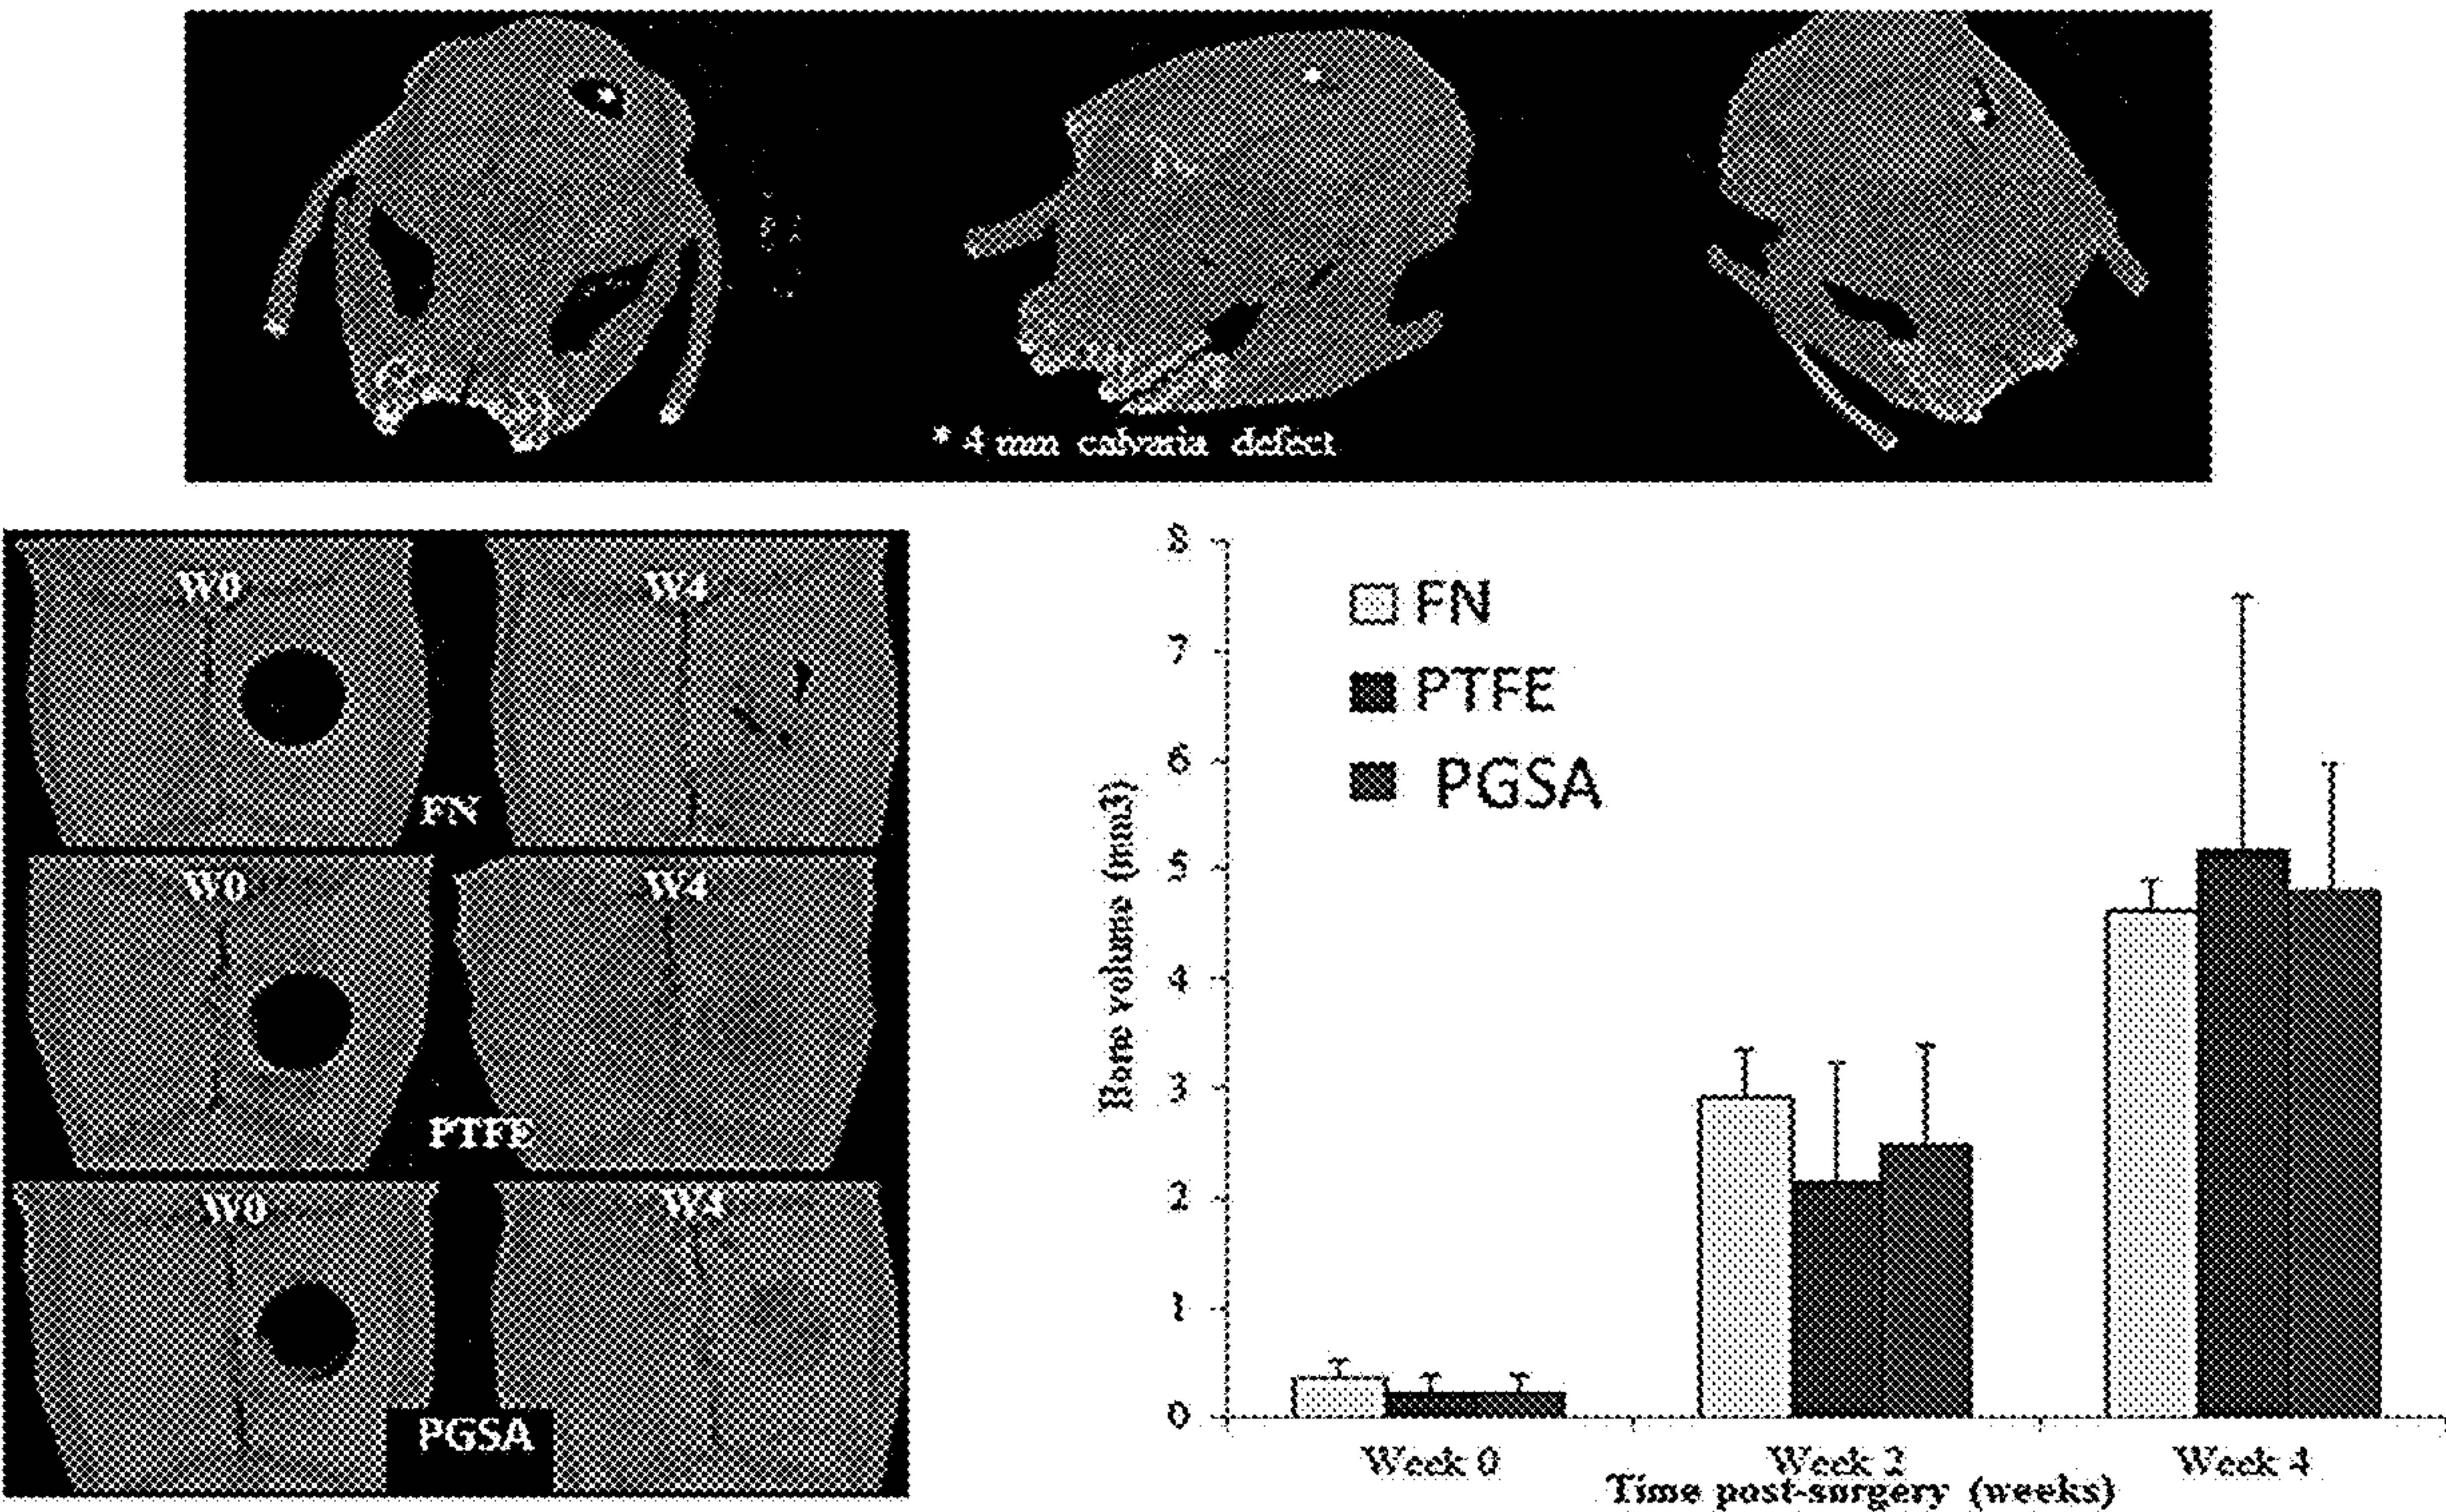 * 4 mm calvaria defect
W0
W4
FN
W0
W4
PTFE
W0
W4
PGSA
8
7
6
5
4
3
2
1
0
Bone volume (mm3)
FN
PTFE
PGSA
Week 0
Week 2
Week 4
Time post-surgery (weeks)